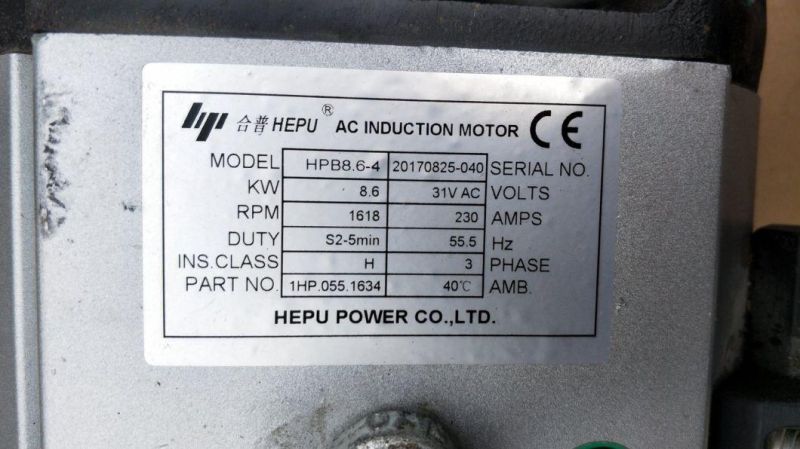 合普 HEPU ® AC INDUCTION MOTOR CE
MODEL HPB8.6-4 20170825-040 SERIAL NO.
KW 8.6 31V AC VOLTS
RPM 1618 230 AMPS
DUTY S2-5min 55.5 Hz
INS.CLASS H 3 PHASE
PART NO. 1HP.055.1634 40℃ AMB.
HEPU POWER CO.,LTD.